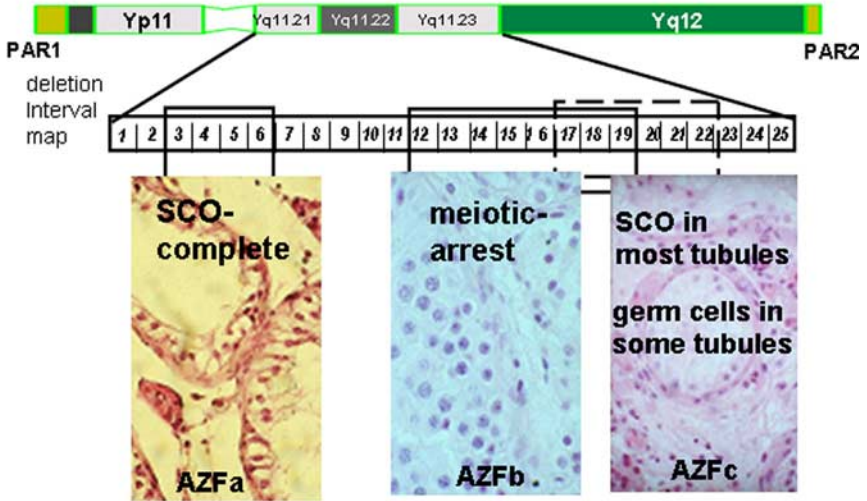 Yp11 Yq11.21 Yq11.22 Yq11.23 Yq12
PAR1 PAR2
deletion
Interval
map
1 2 3 4 5 6 7 8 9 10 11 12 13 14 15 1 6 17 18 19 20 21 22 23 24 25
SCO-
complete
AZFa
meiotic-
arrest
AZFb
SCO in
most tubules
germ cells in
some tubules
AZFc